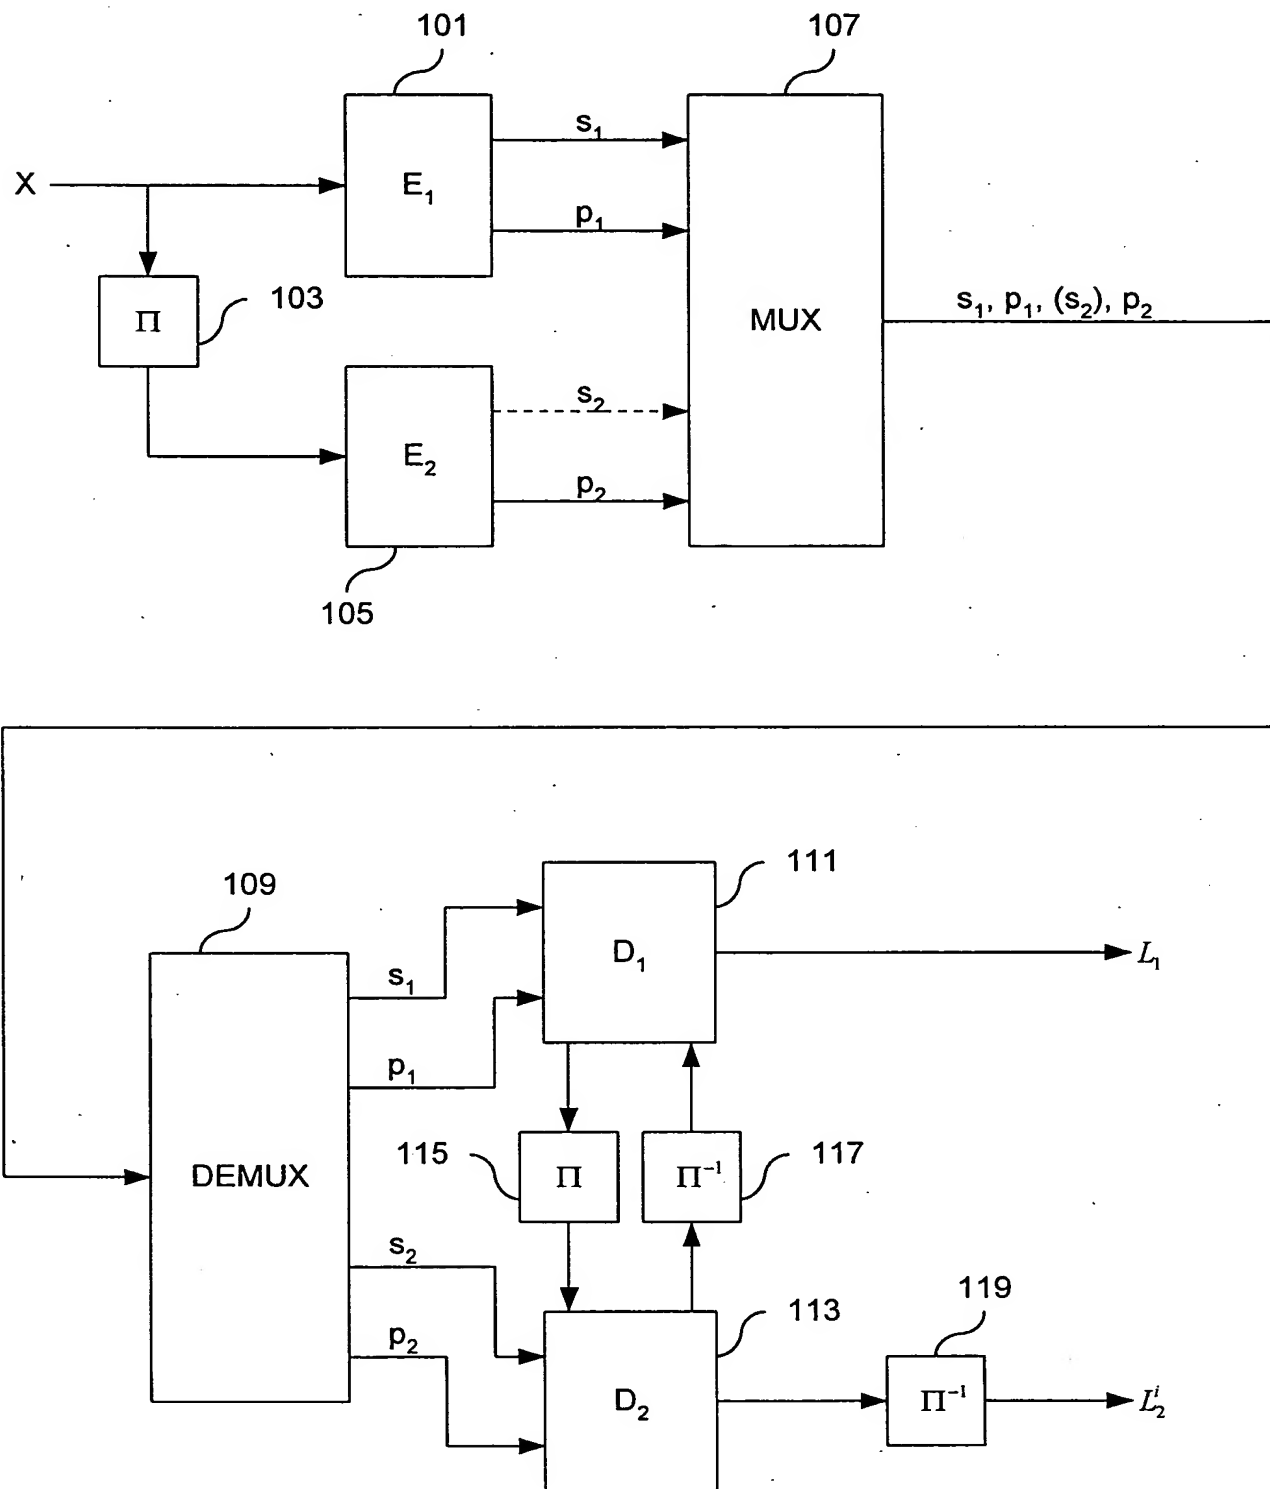 101
107
s₁
X
E₁
p₁
103
Π
MUX
s₁, p₁, (s₂), p₂
s₂
E₂
p₂
105
111
109
D₁
L₁
s₁
p₁
115
Π
Π⁻¹
117
DEMUX
s₂
113
119
p₂
D₂
Π⁻¹
L₂ⁱ